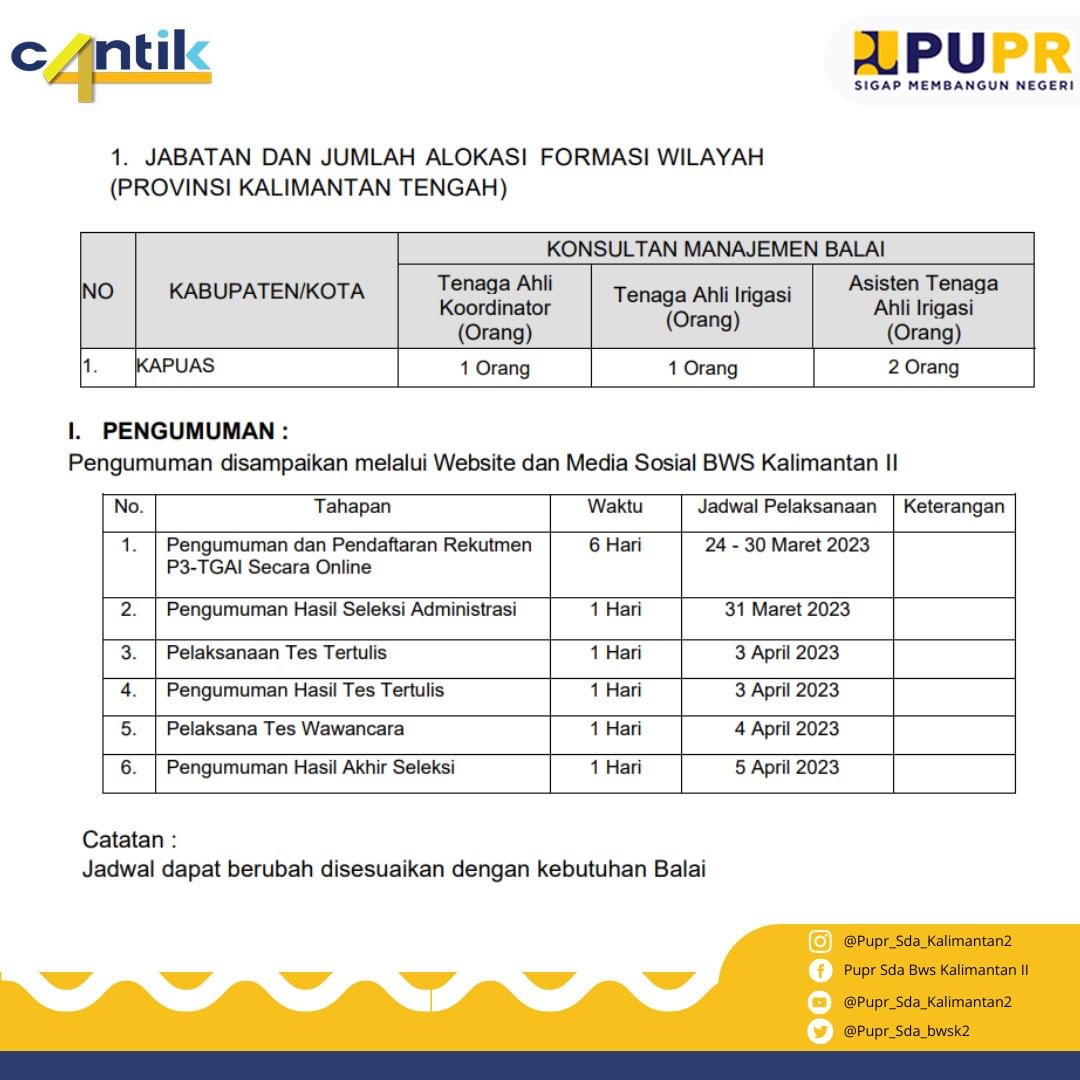 c4ntik
PUPR
SIGAP MEMBANGUN NEGERI
1. JABATAN DAN JUMLAH ALOKASI FORMASI WILAYAH
(PROVINSI KALIMANTAN TENGAH)
NO KABUPATEN/KOTA KONSULTAN MANAJEMEN BALAI
Tenaga Ahli Koordinator (Orang) Tenaga Ahli Irigasi (Orang) Asisten Tenaga Ahli Irigasi (Orang)
1. KAPUAS 1 Orang 1 Orang 2 Orang
I. PENGUMUMAN :
Pengumuman disampaikan melalui Website dan Media Sosial BWS Kalimantan II
No. Tahapan Waktu Jadwal Pelaksanaan Keterangan
1. Pengumuman dan Pendaftaran Rekutmen 6 Hari 24 - 30 Maret 2023
P3-TGAI Secara Online
2. Pengumuman Hasil Seleksi Administrasi 1 Hari 31 Maret 2023
3. Pelaksanaan Tes Tertulis 1 Hari 3 April 2023
4. Pengumuman Hasil Tes Tertulis 1 Hari 3 April 2023
5. Pelaksana Tes Wawancara 1 Hari 4 April 2023
6. Pengumuman Hasil Akhir Seleksi 1 Hari 5 April 2023
Catatan :
Jadwal dapat berubah disesuaikan dengan kebutuhan Balai
@Pupr_Sda_Kalimantan2
Pupr Sda Bws Kalimantan II
@Pupr_Sda_Kalimantan2
@Pupr_Sda_bwsk2